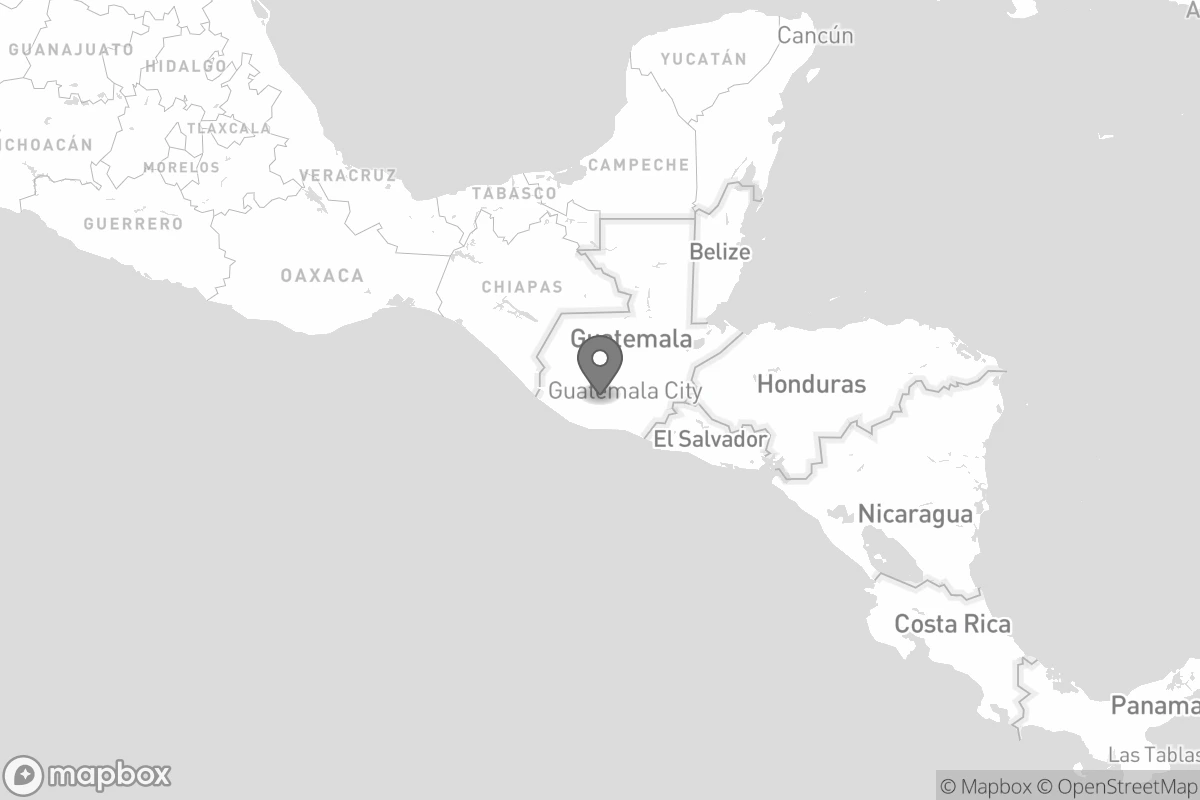 A
Cancún
GUANAJUATO
YUCATÁN
HIDALGO
TLAXCALA
ICHOACÁN
CAMPECHE
MORELOS
VERACRUZ
TABASCO
GUERRERO
Belize
OAXACA
CHIAPAS
Guatemala
Honduras
Guatemala City
El Salvador
Nicaragua
Costa Rica
Panama
Las Tablas
mapbox
© Mapbox © OpenStreetMap